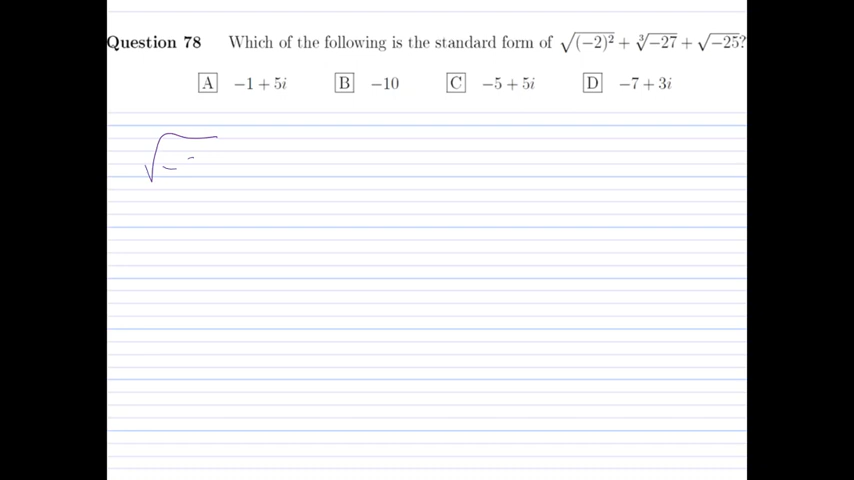 Question 78 Which of the following is the standard form of √(−2)² + ∛−27 + √−25?
A −1 + 5i B −10 C −5 + 5i D −7 + 3i
√−